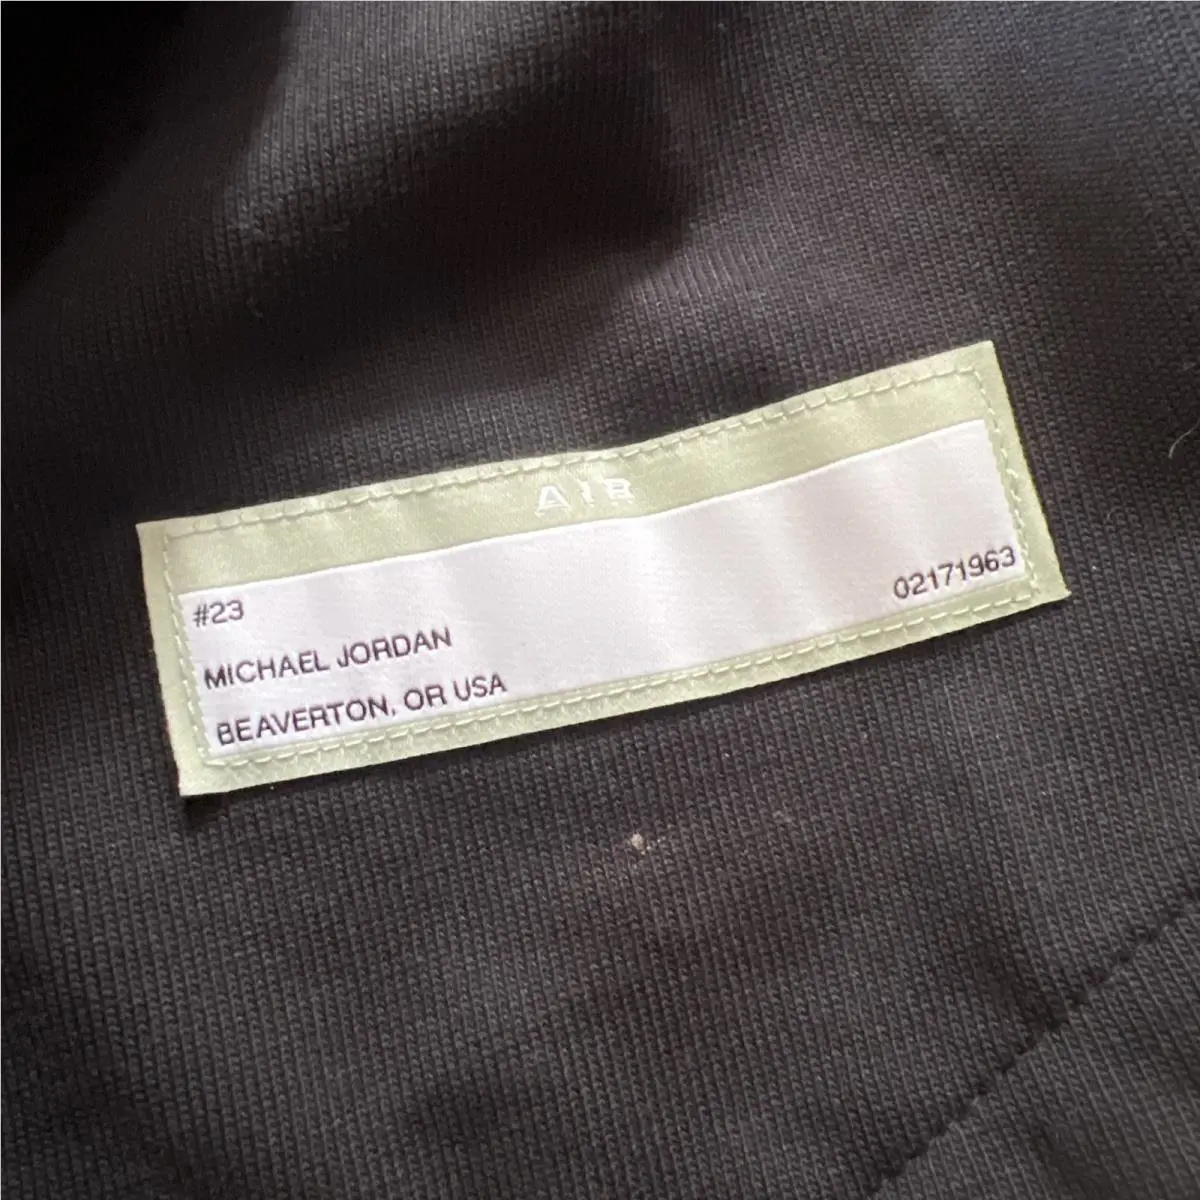 AIR
#23
MICHAEL JORDAN
BEAVERTON, OR USA
02171963